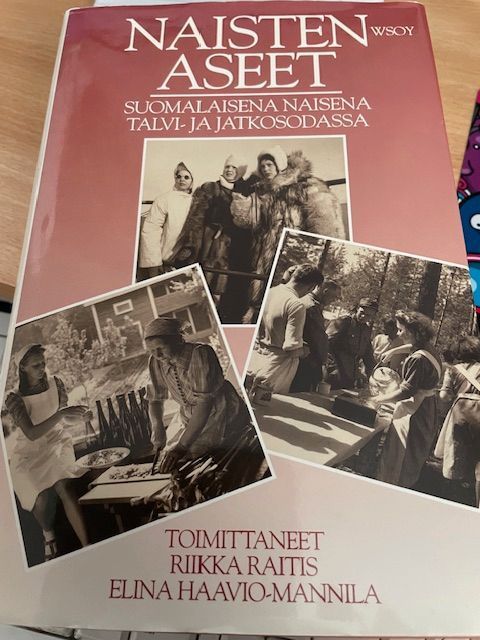 NAISTEN WSOY
ASEET
SUOMALAISENA NAISENA
TALVI- JA JATKOSODASSA
TOIMITTANEET
RIIKKA RAITIS
ELINA HAAVIO-MANNILA